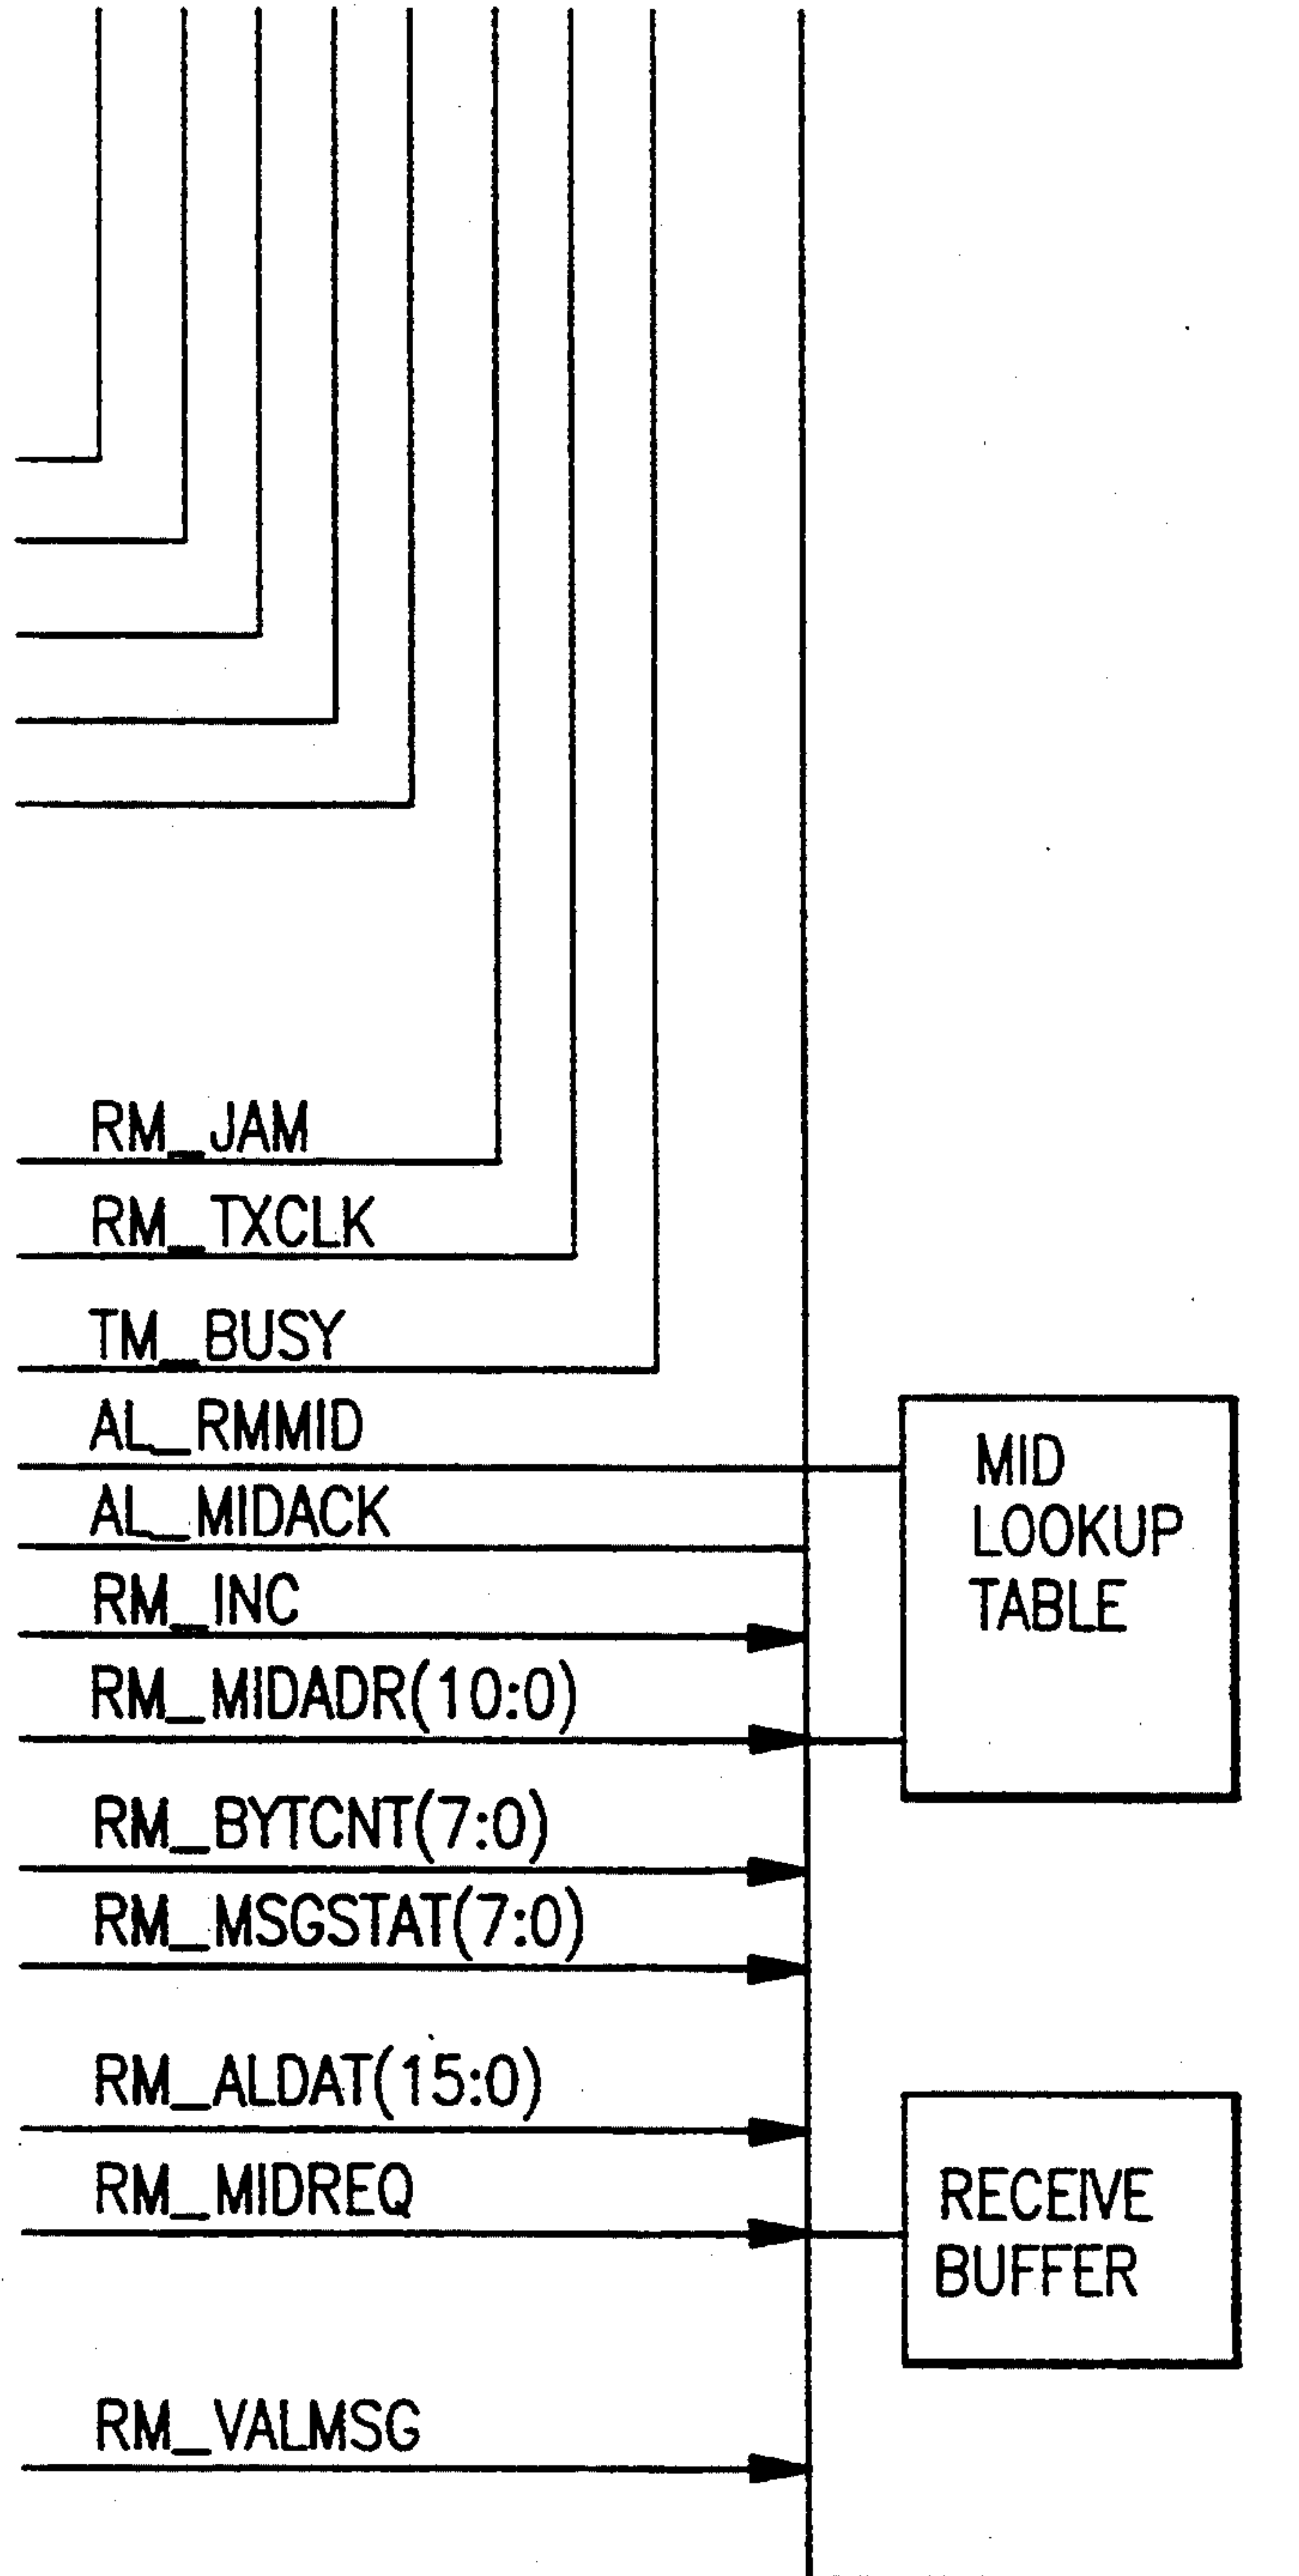 RM_JAM
RM_TXCLK
TM_BUSY
AL_RMMID
AL_MIDACK
RM_INC
RM_MIDADR(10:0)
RM_BYTCNT(7:0)
RM_MSGSTAT(7:0)
RM_ALDAT(15:0)
RM_MIDREQ
RM_VALMSG
MID
LOOKUP
TABLE
RECEIVE
BUFFER